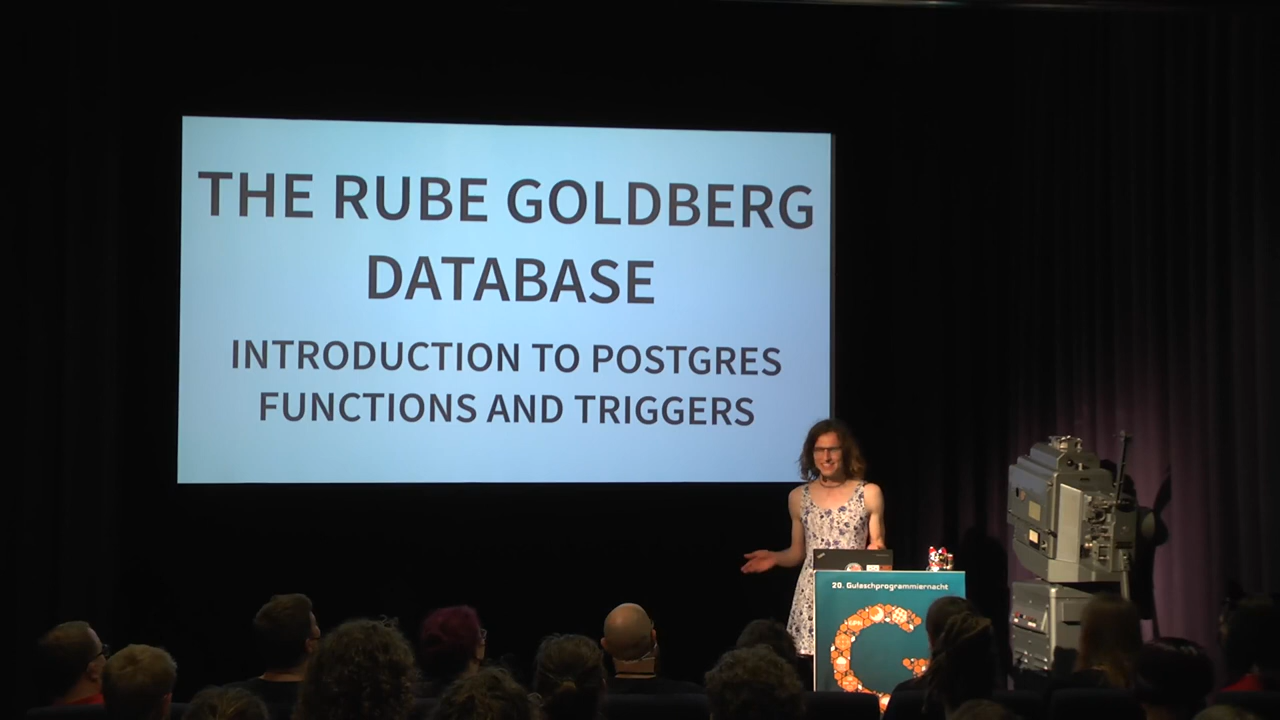 THE RUBE GOLDBERG
DATABASE
INTRODUCTION TO POSTGRES
FUNCTIONS AND TRIGGERS
20. Gulaschprogrammiernacht